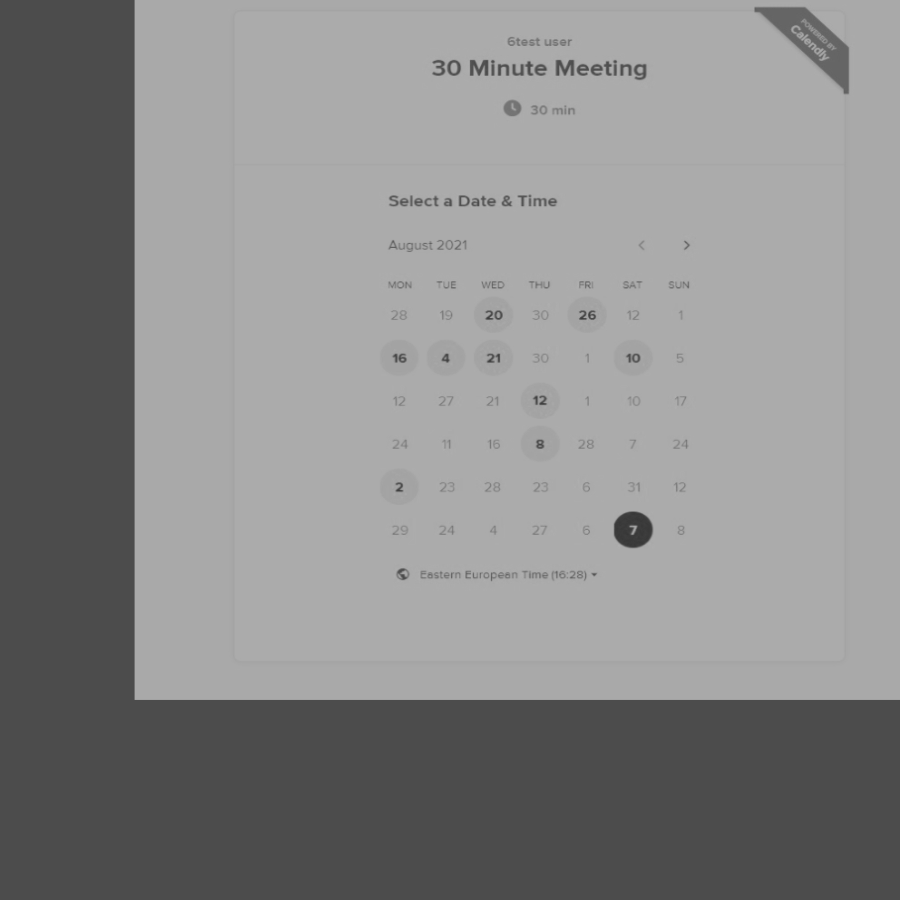 POWERED BY
Calendly
6test user
30 Minute Meeting
30 min
Select a Date & Time
August 2021
MON TUE WED THU FRI SAT SUN
28 19 20 30 26 12 1
16 4 21 30 1 10 5
12 27 21 12 1 10 17
24 11 16 8 28 7 24
2 23 28 23 6 31 12
29 24 4 27 6 7 8
Eastern European Time (16:28)